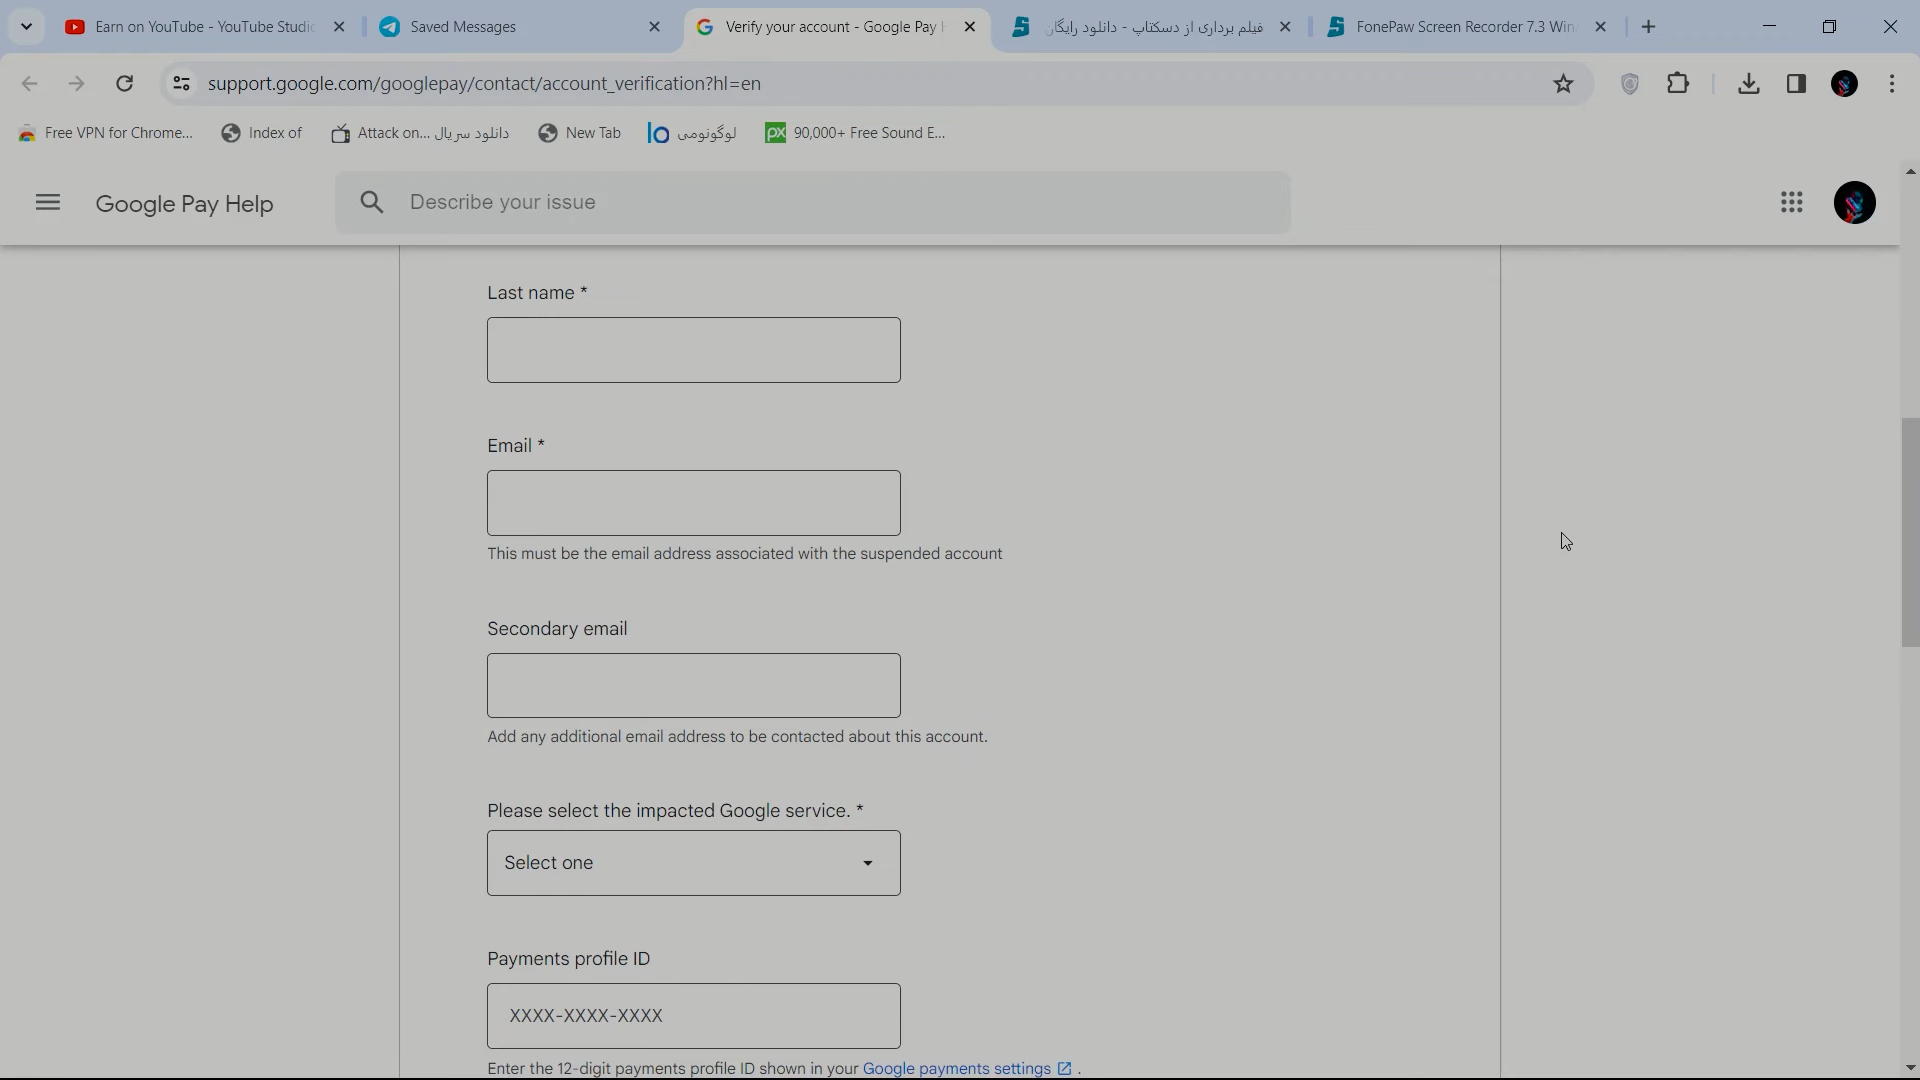 Earn on YouTube - YouTube Studio
Saved Messages
Verify your account - Google Pay H
فیلم برداری از دسکتاپ - دانلود رایگان
FonePaw Screen Recorder 7.3 Win
support.google.com/googlepay/contact/account_verification?hl=en
Free VPN for Chrome...
Index of
Attack on... دانلود سریال
New Tab
لوگونومی
px 90,000+ Free Sound E...
Google Pay Help
Describe your issue
Last name *
Email *
This must be the email address associated with the suspended account
Secondary email
Add any additional email address to be contacted about this account.
Please select the impacted Google service. *
Select one
Payments profile ID
XXXX-XXXX-XXXX
Enter the 12-digit payments profile ID shown in your Google payments settings .